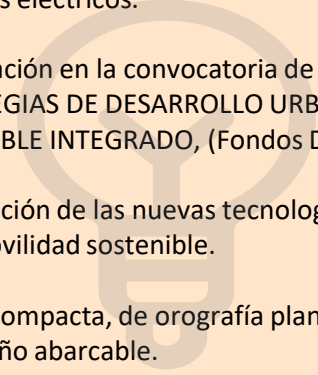 s eléctricos.
ción en la convocatoria de
EGIAS DE DESARROLLO URB
BLE INTEGRADO, (Fondos D
ción de las nuevas tecnolog
ovilidad sostenible.
ompacta, de orografía plan
ño abarcable.